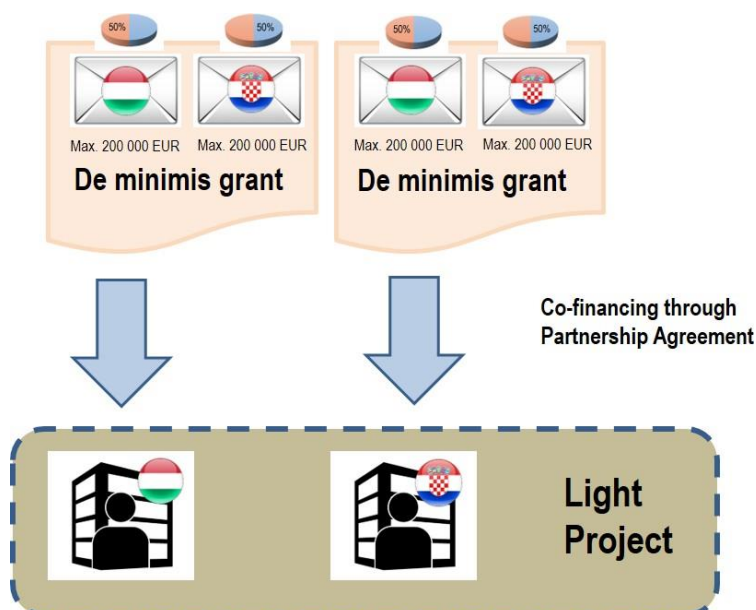 50%
50%
50%
50%
Max. 200 000 EUR
Max. 200 000 EUR
Max. 200 000 EUR
Max. 200 000 EUR
De minimis grant
De minimis grant
Co-financing through
Partnership Agreement
Light
Project